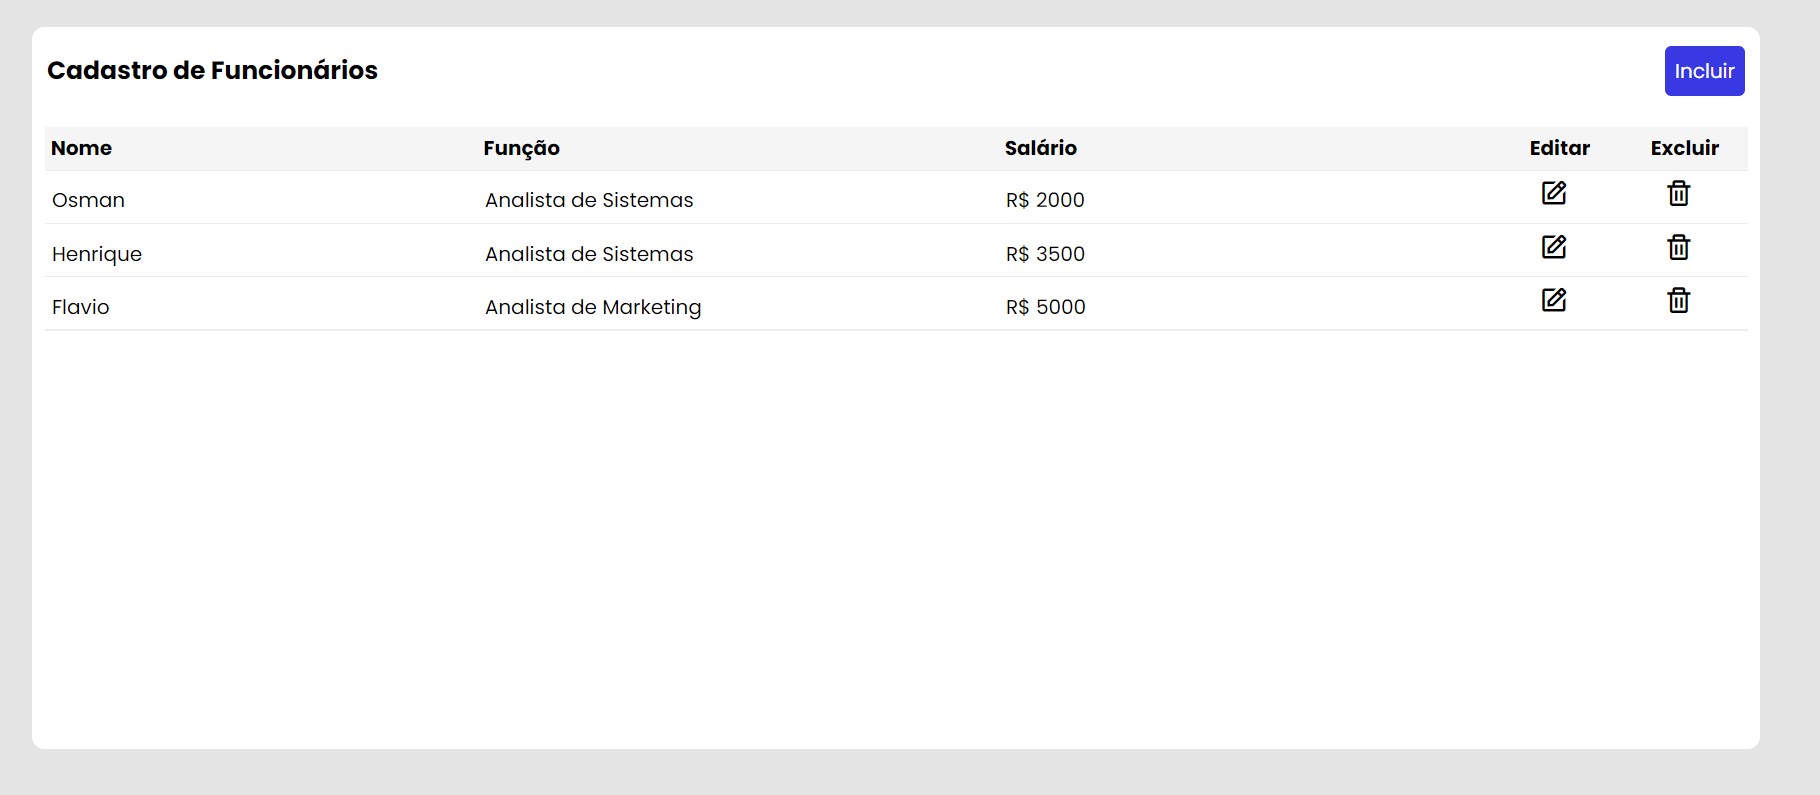 Cadastro de Funcionários Incluir
Nome Função Salário Editar Excluir
Osman Analista de Sistemas R$ 2000
Henrique Analista de Sistemas R$ 3500
Flavio Analista de Marketing R$ 5000